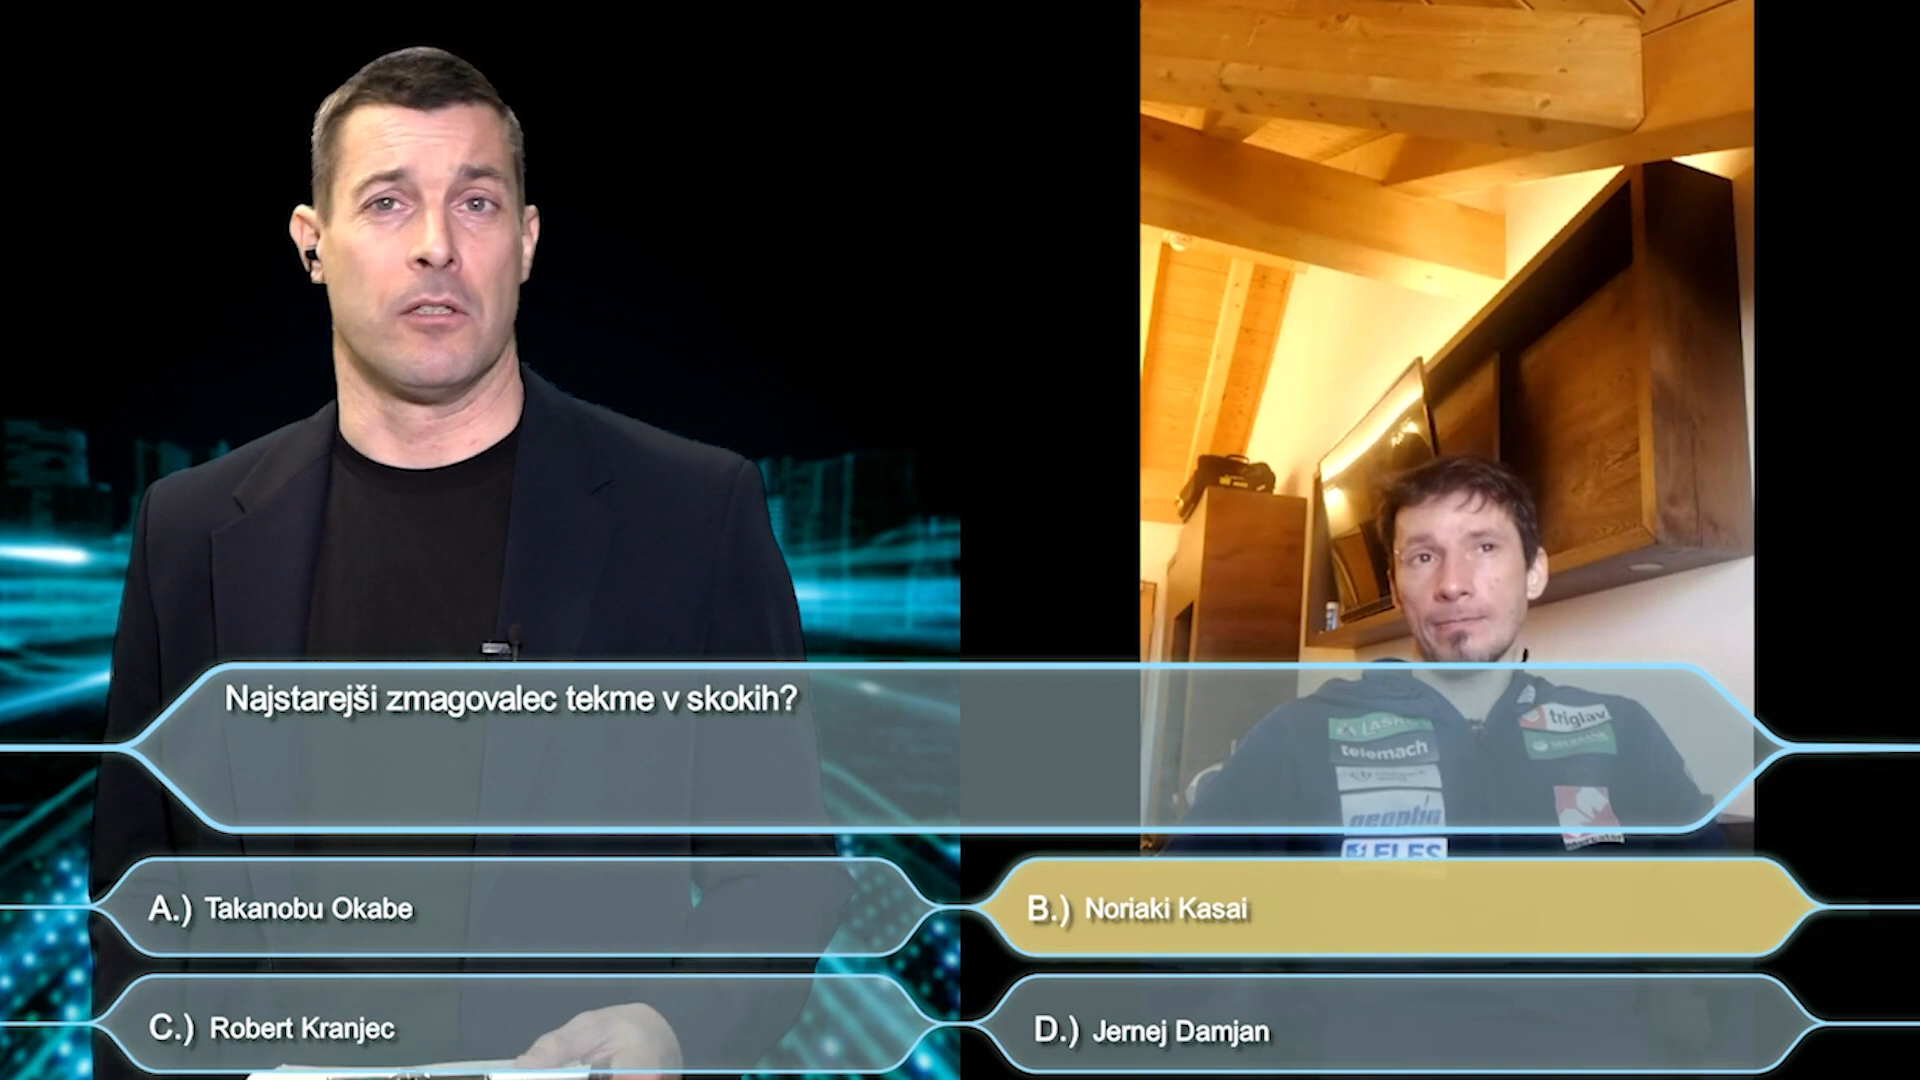 Najstarejši zmagovalec tekme v skokih?
triglav
telemach
ELES
A.) Takanobu Okabe
B.) Noriaki Kasai
C.) Robert Kranjec
D.) Jernej Damjan